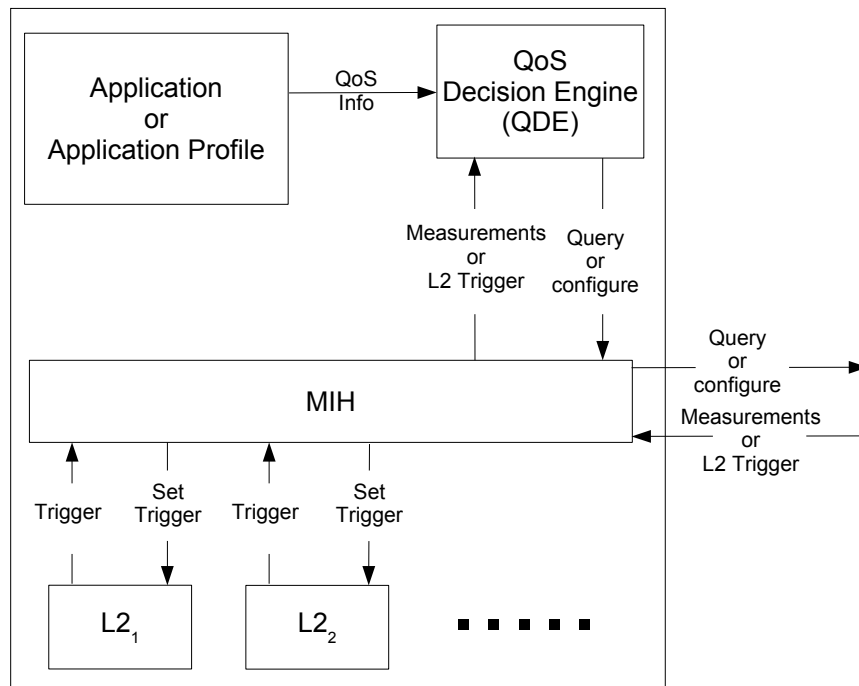 Application
or
Application Profile
QoS
Info
QoS
Decision Engine
(QDE)
Measurements
or
L2 Trigger
Query
or
configure
MIH
Query
or
configure
Measurements
or
L2 Trigger
Trigger
Set
Trigger
Trigger
Set
Trigger
L2₁
L2₂